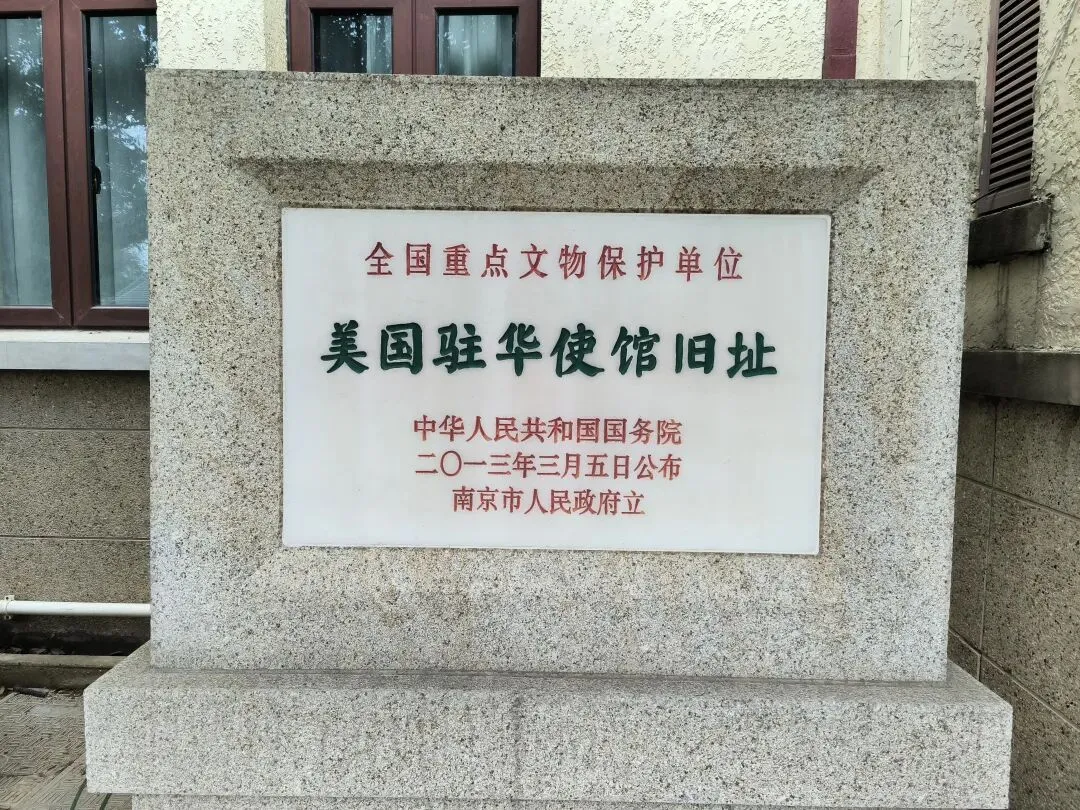 全国重点文物保护单位
美国驻华使馆旧址
中华人民共和国国务院
二〇一三年三月五日公布
南京市人民政府立